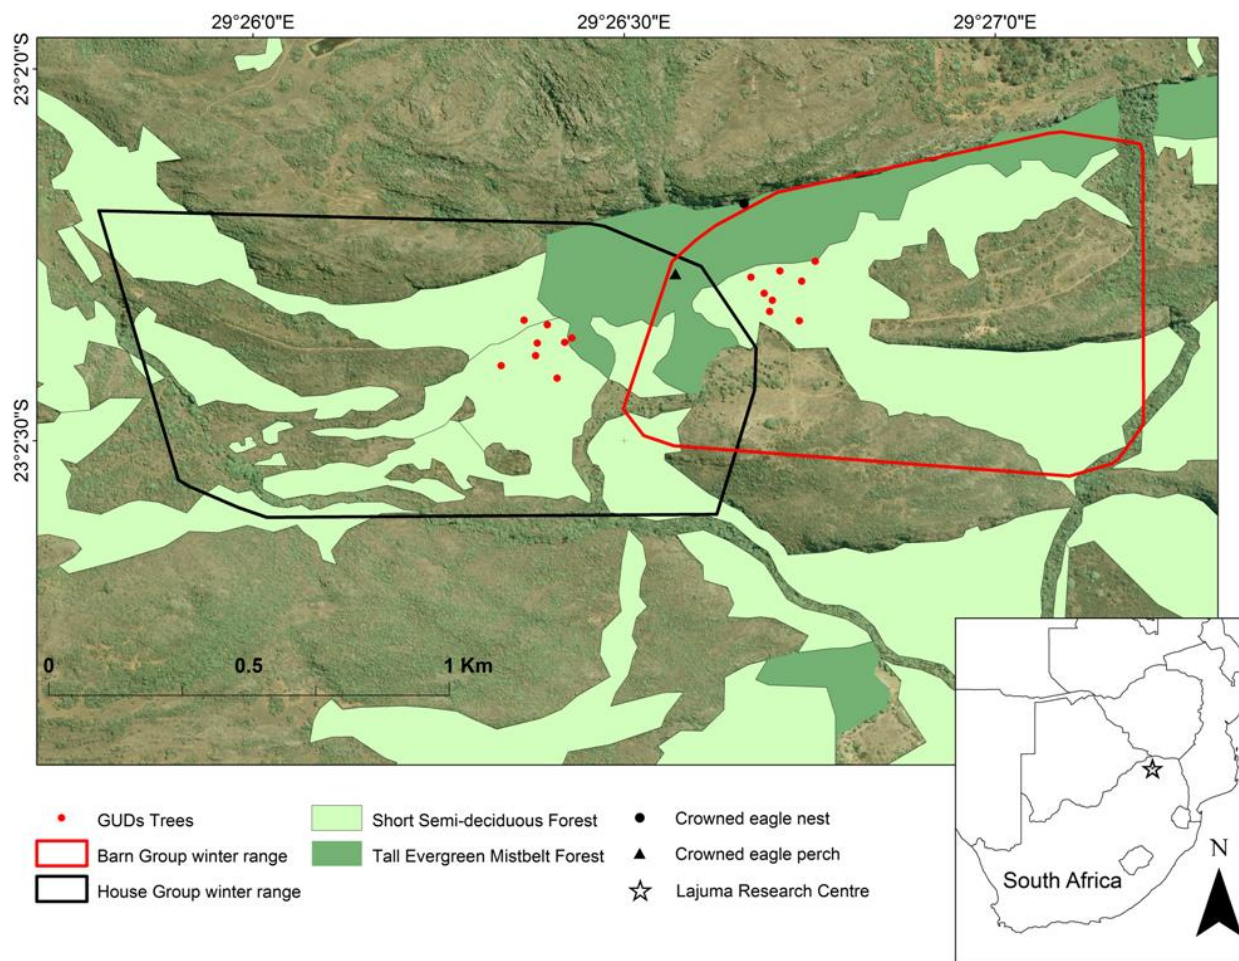 29°26'0"E
29°26'30"E
29°27'0"E
23°2'0"S
23°2'30"S
0
0.5
1 Km
GUDs Trees
Barn Group winter range
House Group winter range
Short Semi-deciduous Forest
Tall Evergreen Mistbelt Forest
Crowned eagle nest
Crowned eagle perch
Lajuma Research Centre
South Africa
N